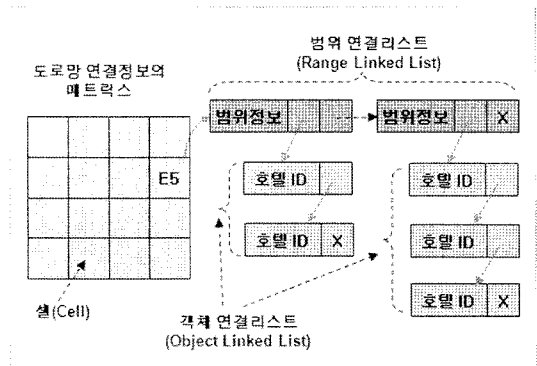 범위 연결리스트
(Range Linked List)
도로망 연결정보의
매트릭스
범위정보
범위정보 X
E5
호텔 ID
호텔 ID
호텔 ID X
호텔 ID
호텔 ID X
셀(Cell)
객체 연결리스트
(Object Linked List)